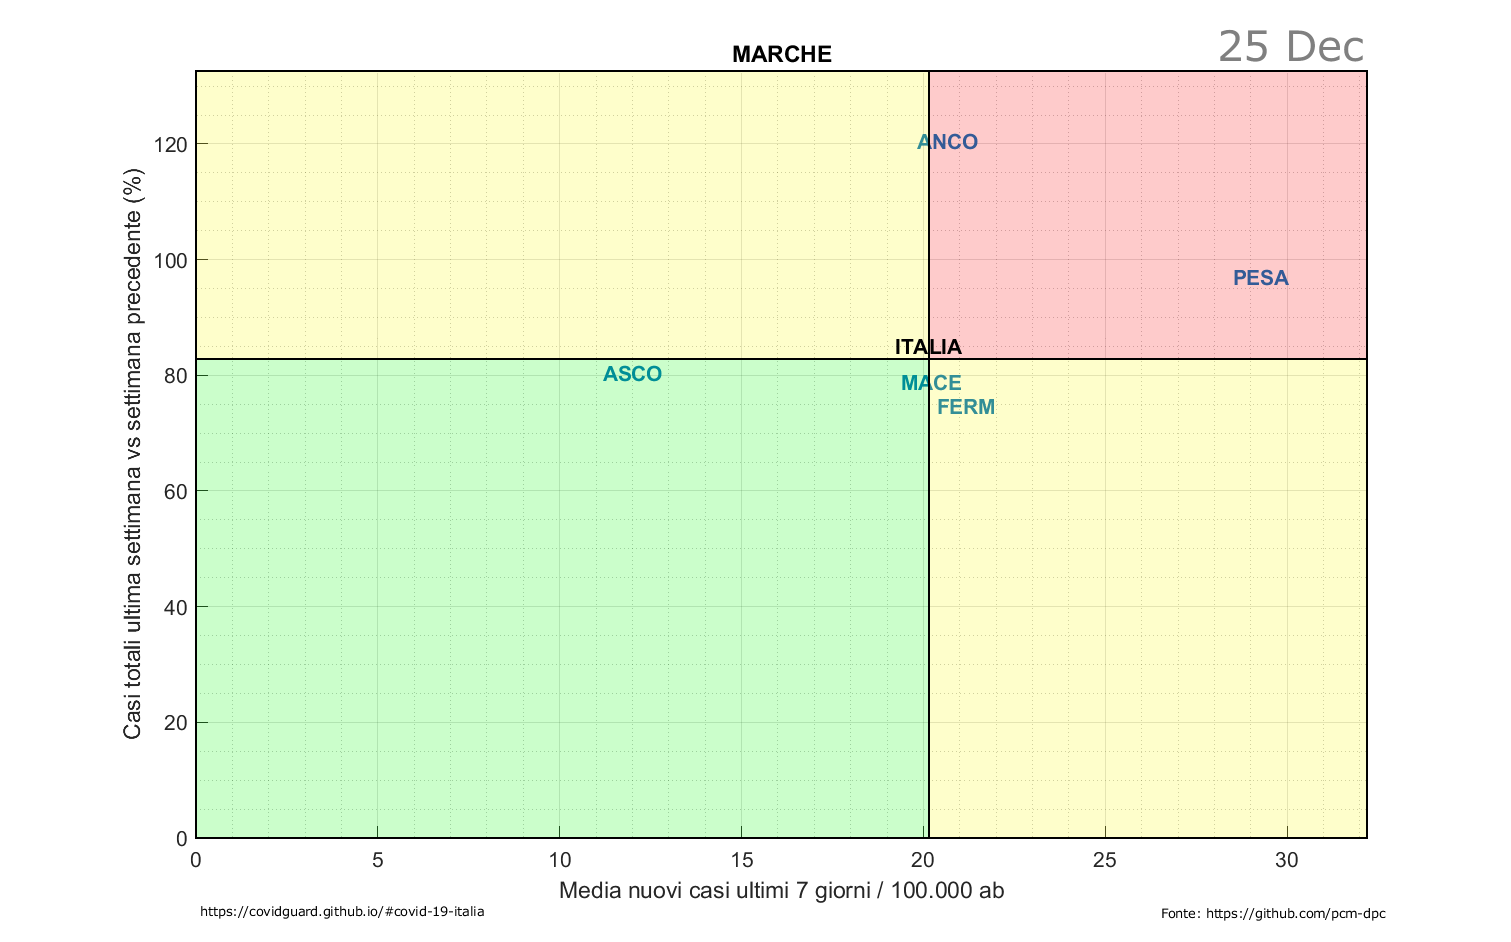 MARCHE
25 Dec
Casi totali ultima settimana vs settimana precedente (%)
120
100
80
60
40
20
0
ANCO
PESA
ITALIA
ASCO
MACE
FERM
0 5 10 15 20 25 30
Media nuovi casi ultimi 7 giorni / 100.000 ab
https://covidguard.github.io/#covid-19-italia
Fonte: https://github.com/pcm-dpc